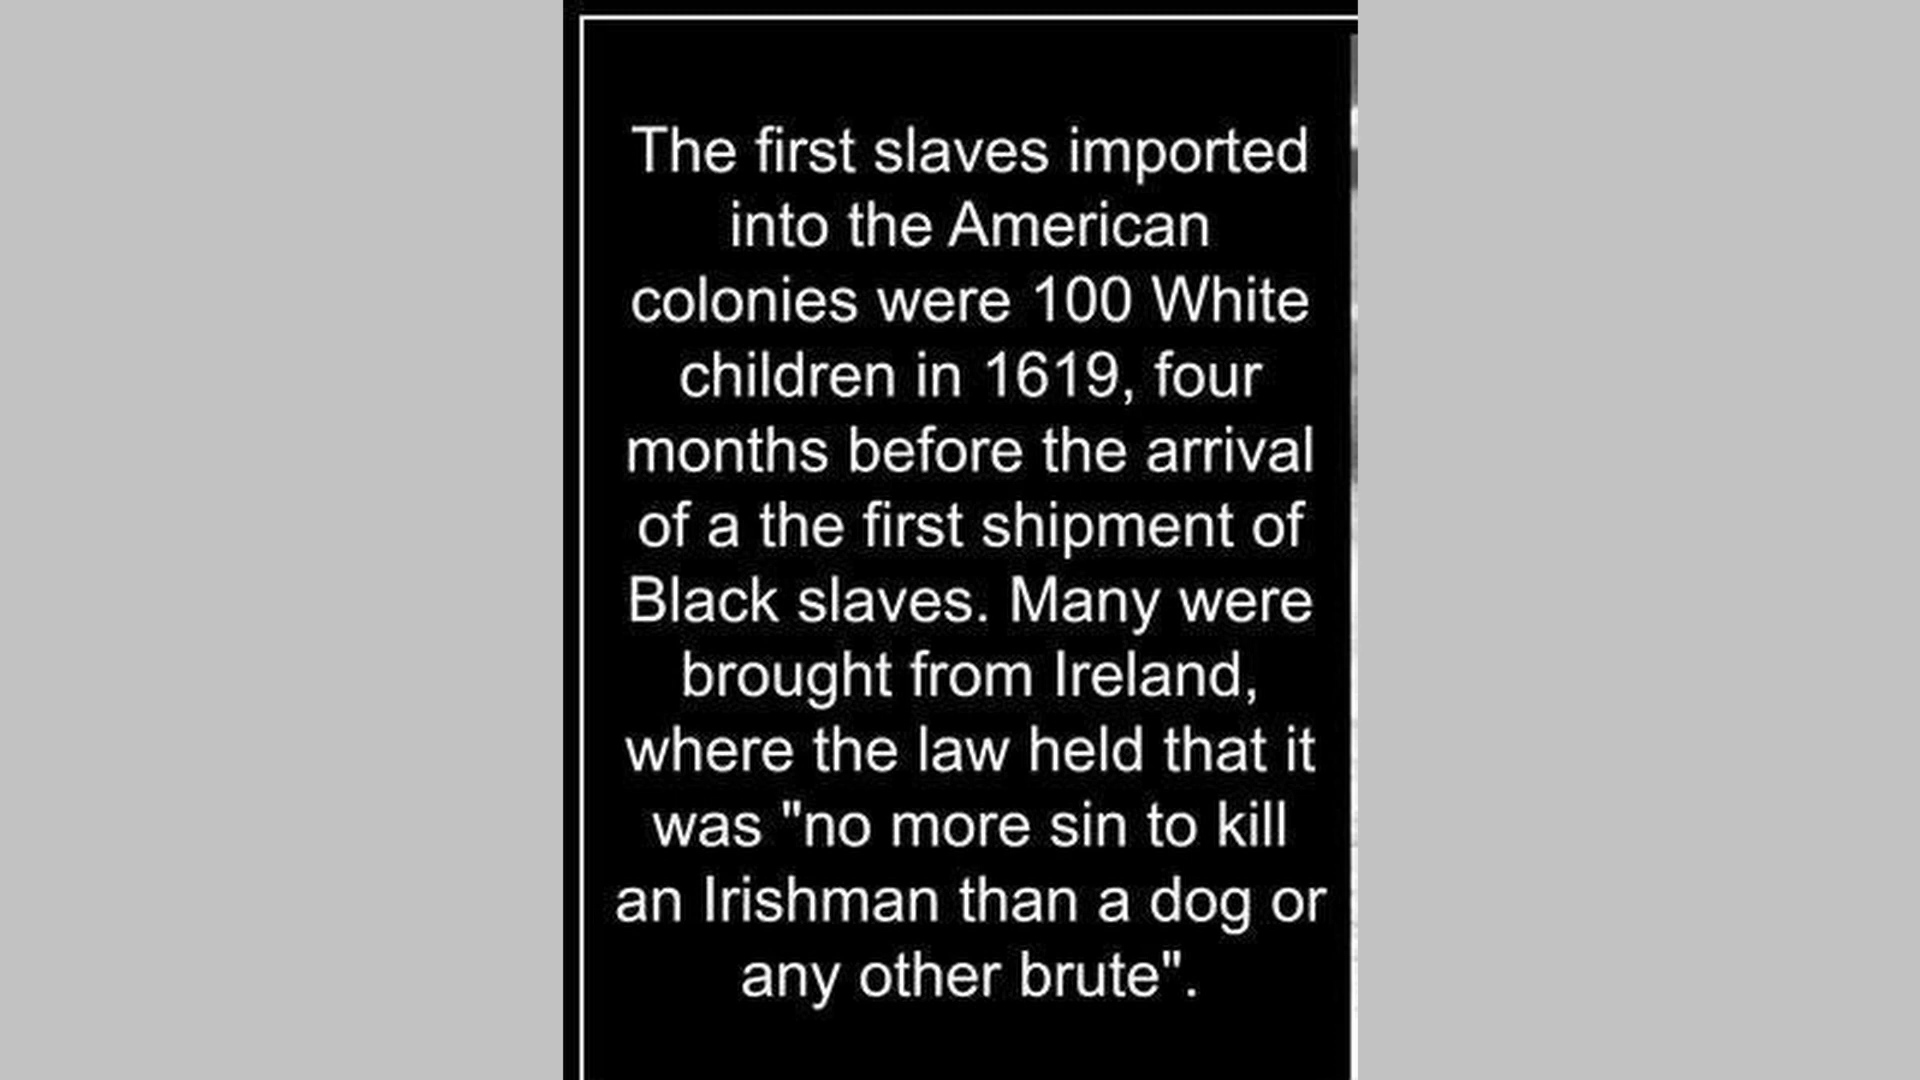 The first slaves imported
into the American
colonies were 100 White
children in 1619, four
months before the arrival
of a the first shipment of
Black slaves. Many were
brought from Ireland,
where the law held that it
was "no more sin to kill
an Irishman than a dog or
any other brute".